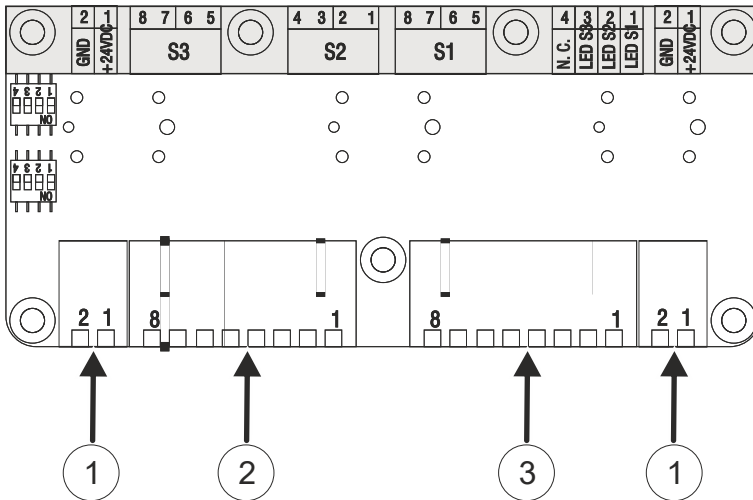 2 1 8 7 6 5 4 3 2 1 8 7 6 5 4 3 2 1 2 1
GND +24VDC S3 S2 S1 N. C. LED S3 LED S2 LED S1 GND +24VDC
4 3 2 1
ON
4 3 2 1
ON
2 1 8 1 8 1 2 1
1 2 3 1